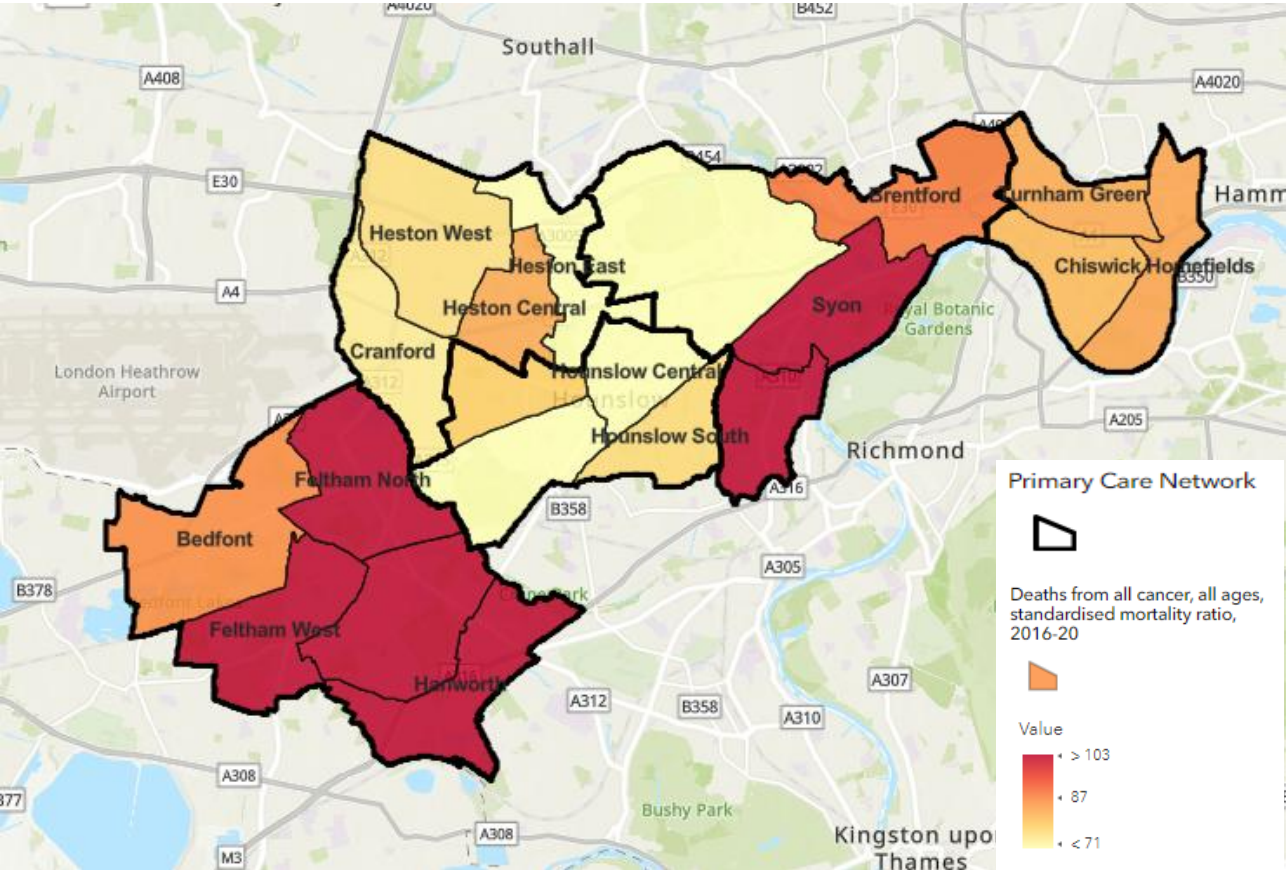 A4020
B452
Southall
A408
A4020
B454
E30
Brentford
Turnham Green
Hamm
Heston West
Heston East
Chiswick Homefields
B350
A4
Heston Central
Syon
Royal Botanic
Gardens
Cranford
London Heathrow
Airport
A312
Hounslow Central
A310
Hounslow
A205
Hounslow South
Richmond
Feltham North
A316
B358
Bedfont
A305
B378
Feltham West
Hanworth
A312
B358
A310
A307
A308
Bushy Park
A308
M3
Kingston upo
Thames
Primary Care Network
Deaths from all cancer, all ages,
standardised mortality ratio,
2016-20
Value
> 103
87
< 71